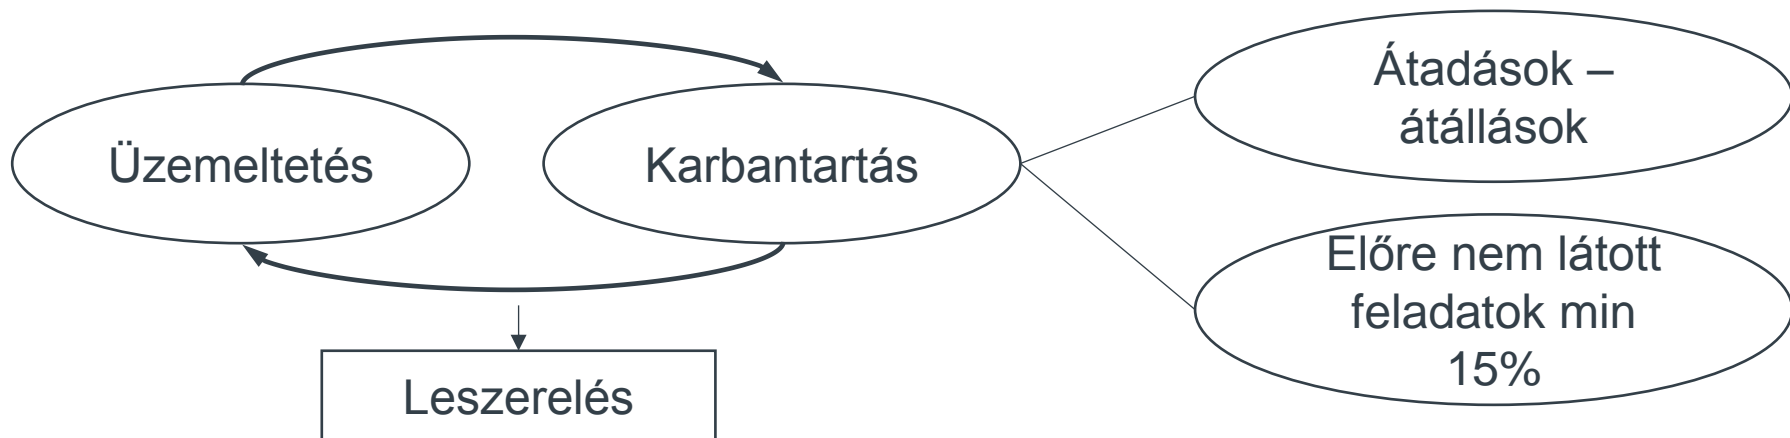 Üzemeltetés
Karbantartás
Átadások –
átállások
Előre nem látott
feladatok min
15%
Leszerelés